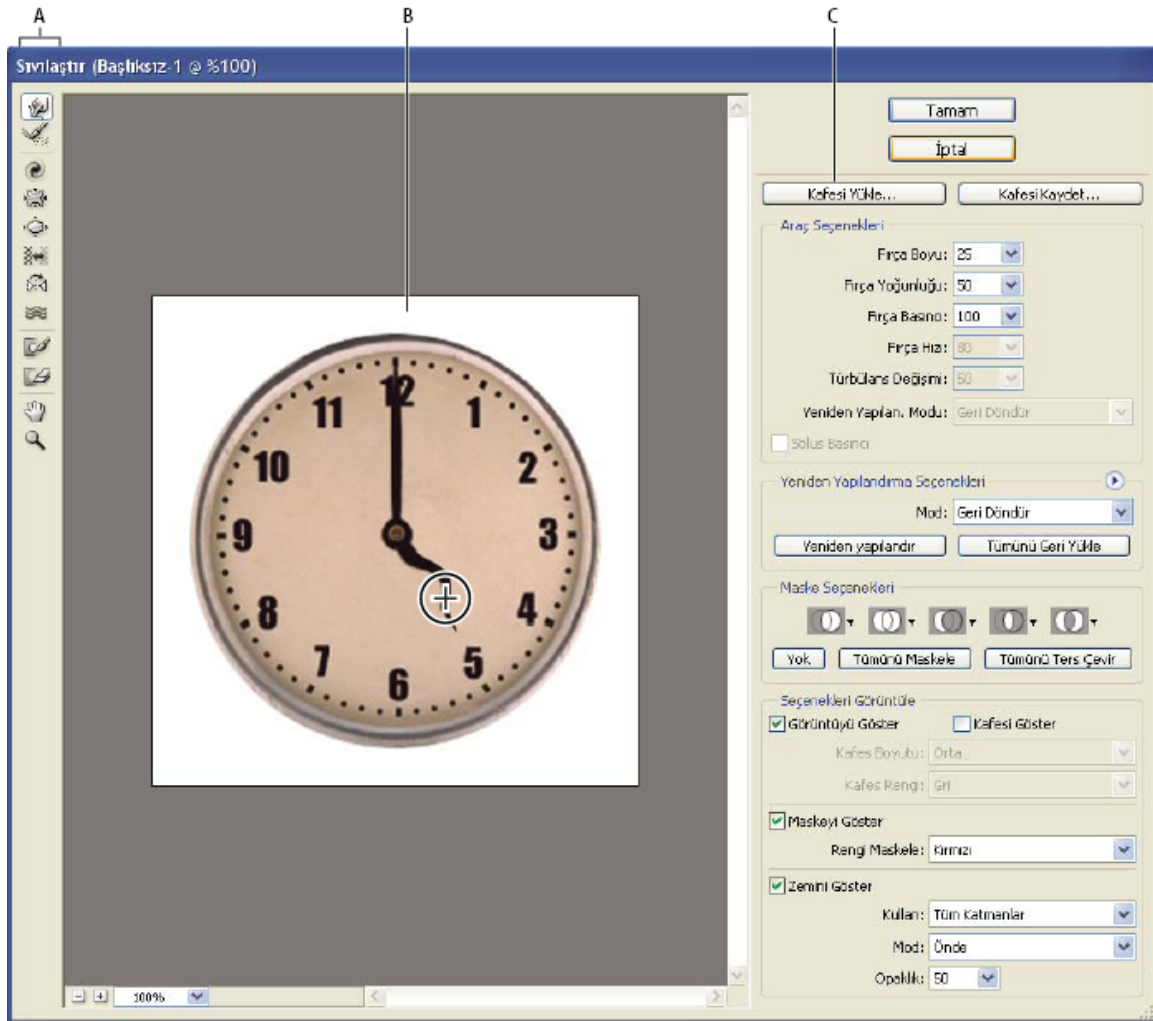 A
B
C
Sıvılaştır (Başlıksız-1 @ %100)
Tamam
İptal
Kafesi Yükle...
Kafesi Kaydet...
Araç Seçenekleri
Fırça Boyu: 25
Fırça Yoğunluğu: 50
Fırça Basıncı: 100
Fırça Hızı: 80
Türbülans Değişimi: 50
Yeniden Yapılan. Modu: Geri Döndür
Solus Basıncı
Yeniden Yapılandırma Seçenekleri
Mod: Geri Döndür
Yeniden yapılandır
Tümünü Geri Yükle
Maske Seçenekleri
Yok
Tümünü Maskele
Tümünü Ters Çevir
Seçenekleri Görüntüle
Görüntüyü Göster
Kafesi Göster
Kafes Boyutu: Orta
Kafes Rengi: Gri
Maskeyi Göster
Rengi Maskele: Kırmızı
Zemini Göster
Kullan: Tüm Katmanlar
Mod: Önde
Opaklık: 50
12
11
1
10
2
9
3
8
4
7
5
6
100%